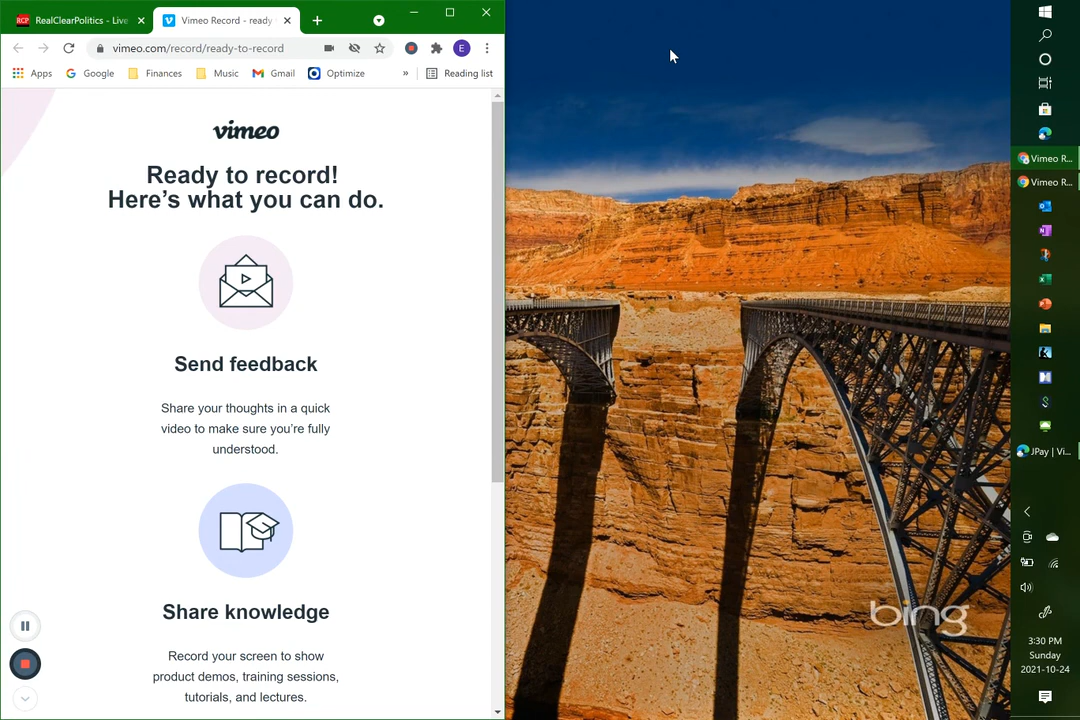 RealClearPolitics - Live
Vimeo Record - ready
vimeo.com/record/ready-to-record
E
Apps
Google
Finances
Music
Gmail
Optimize
»
Reading list
vimeo
Ready to record!
Here's what you can do.
Send feedback
Share your thoughts in a quick
video to make sure you're fully
understood.
Share knowledge
Record your screen to show
product demos, training sessions,
tutorials, and lectures.
bing
Vimeo R...
Vimeo R...
JPay | Vi...
3:30 PM
Sunday
2021-10-24